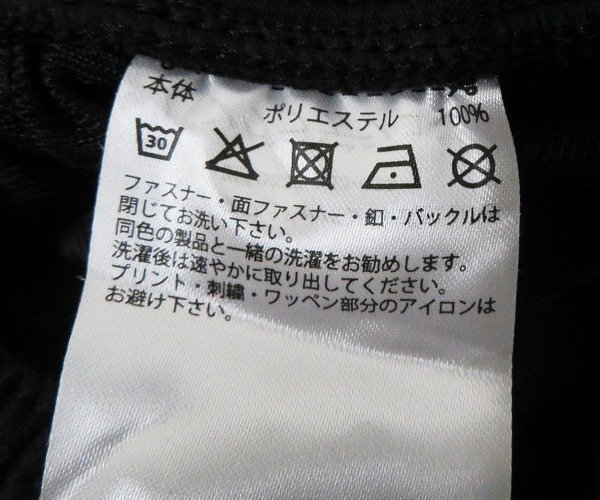 本体
ポリエステル 100%
30
ファスナー・面ファスナー・釦・バックルは
閉じてお洗い下さい。
同色の製品と一緒の洗濯をお勧めします。
洗濯後は速やかに取り出してください。
プリント・刺繍・ワッペン部分のアイロンは
お避け下さい。